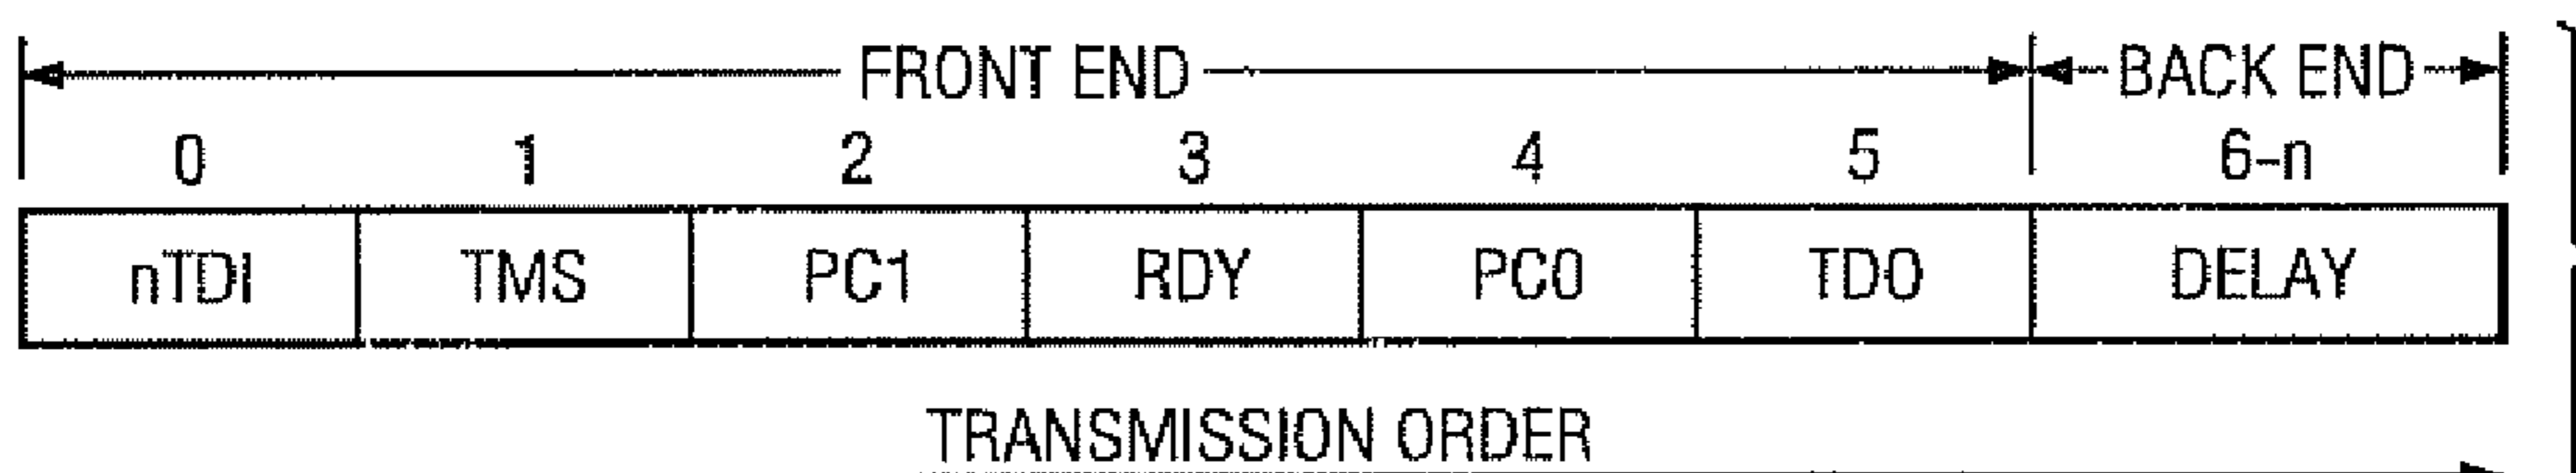 FRONT END BACK END
0 1 2 3 4 5 6-n
nTDI TMS PC1 RDY PC0 TDO DELAY
TRANSMISSION ORDER